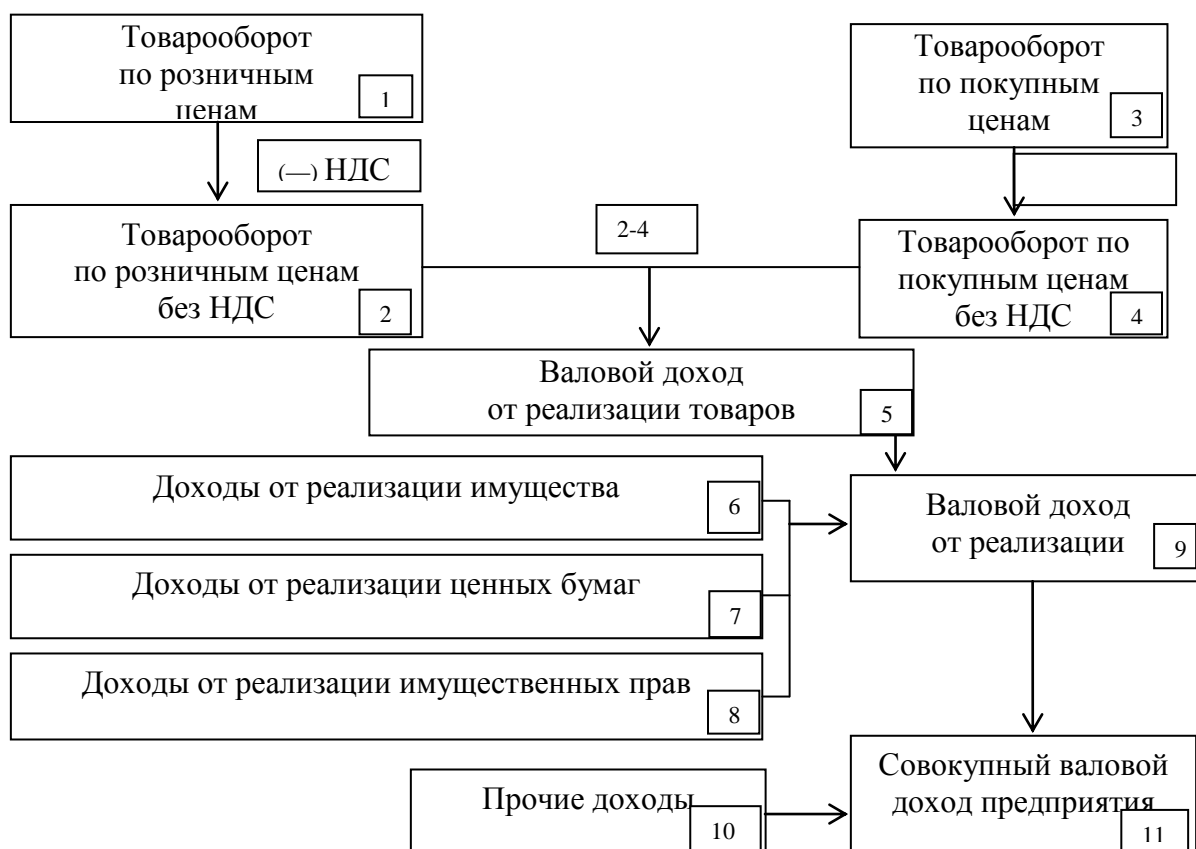 Товарооборот
по розничным
ценам
1
Товарооборот
по покупным
ценам
3
(—) НДС
Товарооборот
по розничным ценам
без НДС
2
2-4
Товарооборот по
покупным ценам
без НДС
4
Валовой доход
от реализации товаров
5
Доходы от реализации имущества
6
Доходы от реализации ценных бумаг
7
Доходы от реализации имущественных прав
8
Валовой доход
от реализации
9
Прочие доходы
10
Совокупный валовой
доход предприятия
11